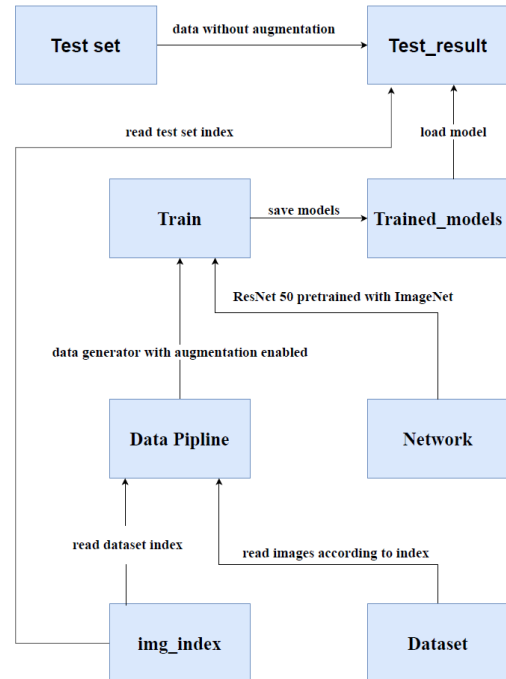 Test set
data without augmentation
Test_result
read test set index
load model
Train
save models
Trained_models
ResNet 50 pretrained with ImageNet
data generator with augmentation enabled
Data Pipline
Network
read dataset index
read images according to index
img_index
Dataset